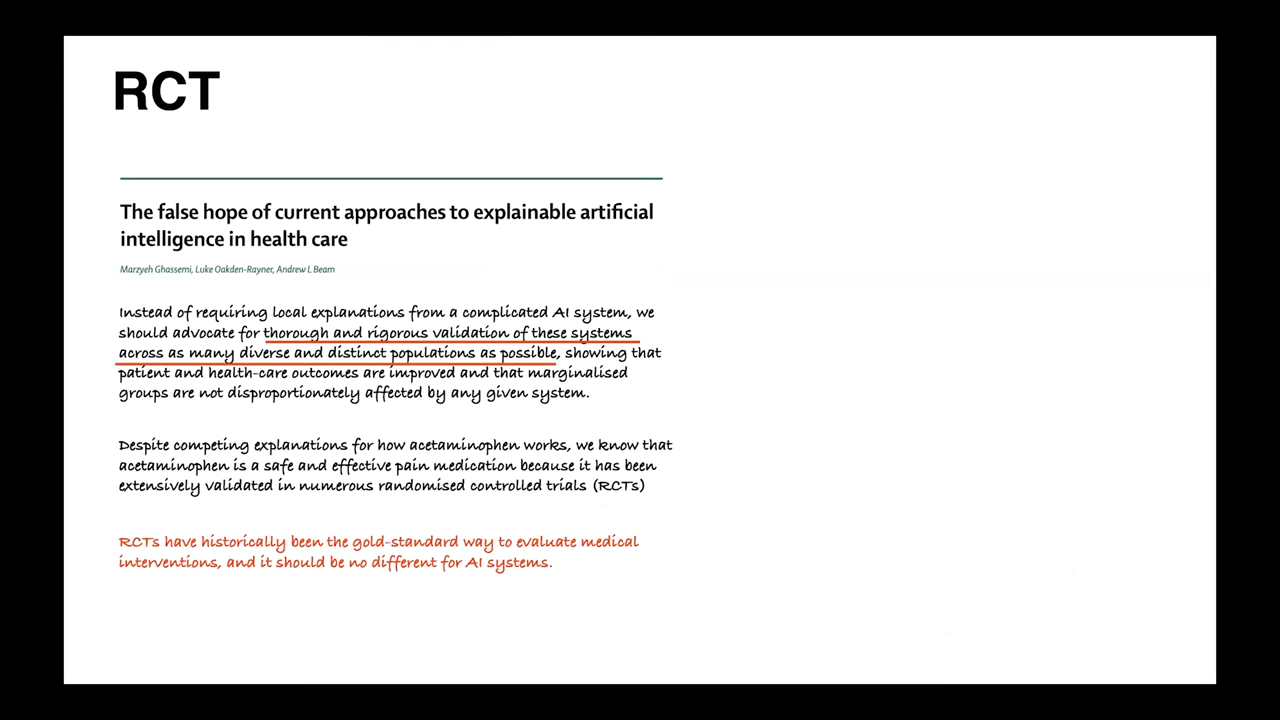 RCT
The false hope of current approaches to explainable artificial
intelligence in health care
Marzyeh Ghassemi, Luke Oakden-Rayner, Andrew L Beam
Instead of requiring local explanations from a complicated AI system, we
should advocate for thorough and rigorous validation of these systems
across as many diverse and distinct populations as possible, showing that
patient and health-care outcomes are improved and that marginalised
groups are not disproportionately affected by any given system.
Despite competing explanations for how acetaminophen works, we know that
acetaminophen is a safe and effective pain medication because it has been
extensively validated in numerous randomised controlled trials (RCTs)
RCTs have historically been the gold-standard way to evaluate medical
interventions, and it should be no different for AI systems.